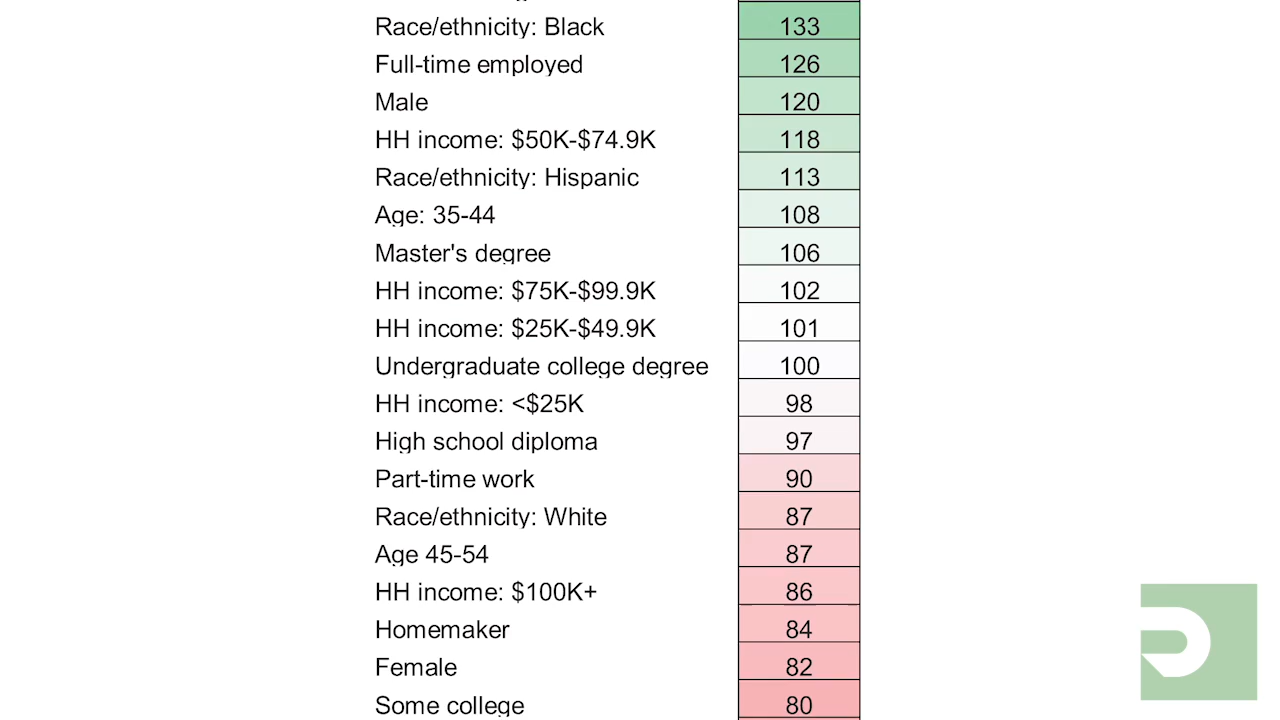 Race/ethnicity: Black 133
Full-time employed 126
Male 120
HH income: $50K-$74.9K 118
Race/ethnicity: Hispanic 113
Age: 35-44 108
Master's degree 106
HH income: $75K-$99.9K 102
HH income: $25K-$49.9K 101
Undergraduate college degree 100
HH income: <$25K 98
High school diploma 97
Part-time work 90
Race/ethnicity: White 87
Age 45-54 87
HH income: $100K+ 86
Homemaker 84
Female 82
Some college 80